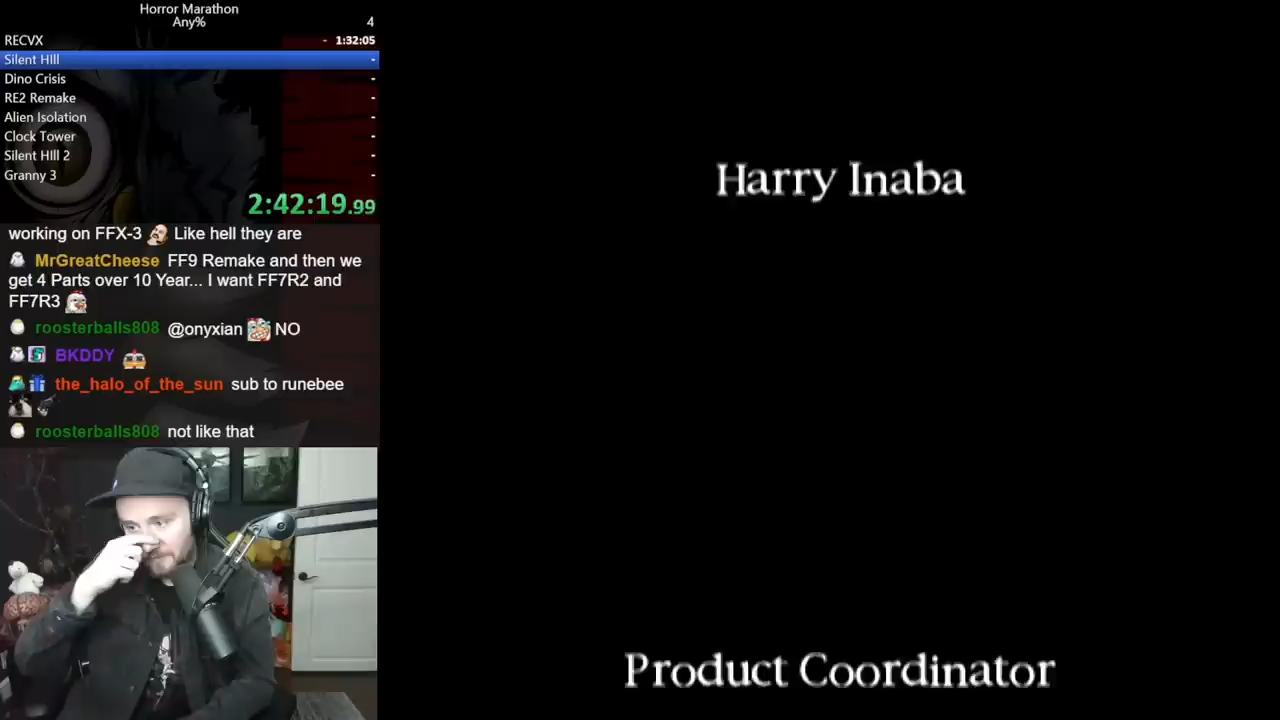 Horror Marathon
Any%
4
RECVX - 1:32:05
Silent HIll -
Dino Crisis -
RE2 Remake -
Alien Isolation -
Clock Tower -
Silent HIll 2 -
Granny 3 -
2:42:19.99
working on FFX-3 Like hell they are
MrGreatCheese FF9 Remake and then we
get 4 Parts over 10 Year... I want FF7R2 and
FF7R3
roosterballs808 @onyxian NO
BKDDY
the_halo_of_the_sun sub to runebee
roosterballs808 not like that
Harry Inaba
Product Coordinator